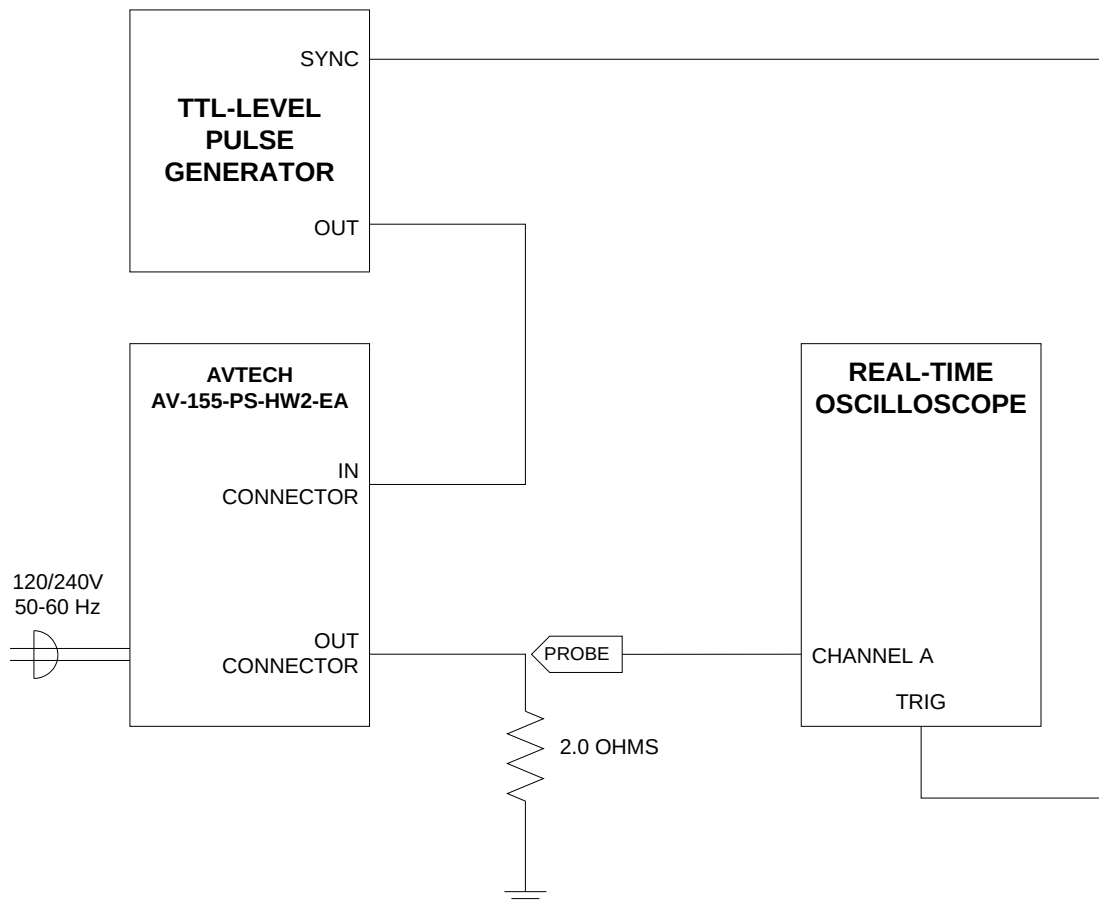 SYNC
TTL-LEVEL
PULSE
GENERATOR
OUT
AVTECH
AV-155-PS-HW2-EA
IN
CONNECTOR
120/240V
50-60 Hz
OUT
CONNECTOR
PROBE
2.0 OHMS
REAL-TIME
OSCILLOSCOPE
CHANNEL A
TRIG